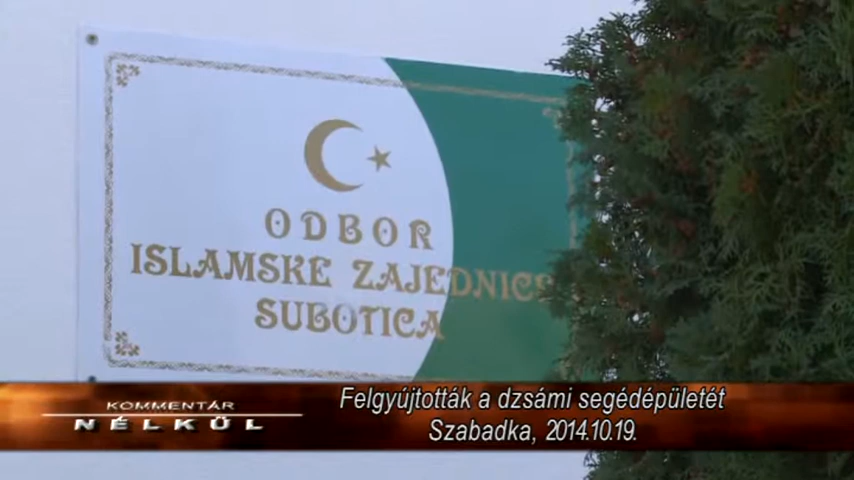 ODBOR
ISLAMSKE ZAJEDNICE
SUBOTICA
KOMMENTÁR
NÉLKÜL
Felgyújtották a dzsámi segédépületét
Szabadka, 2014.10.19.